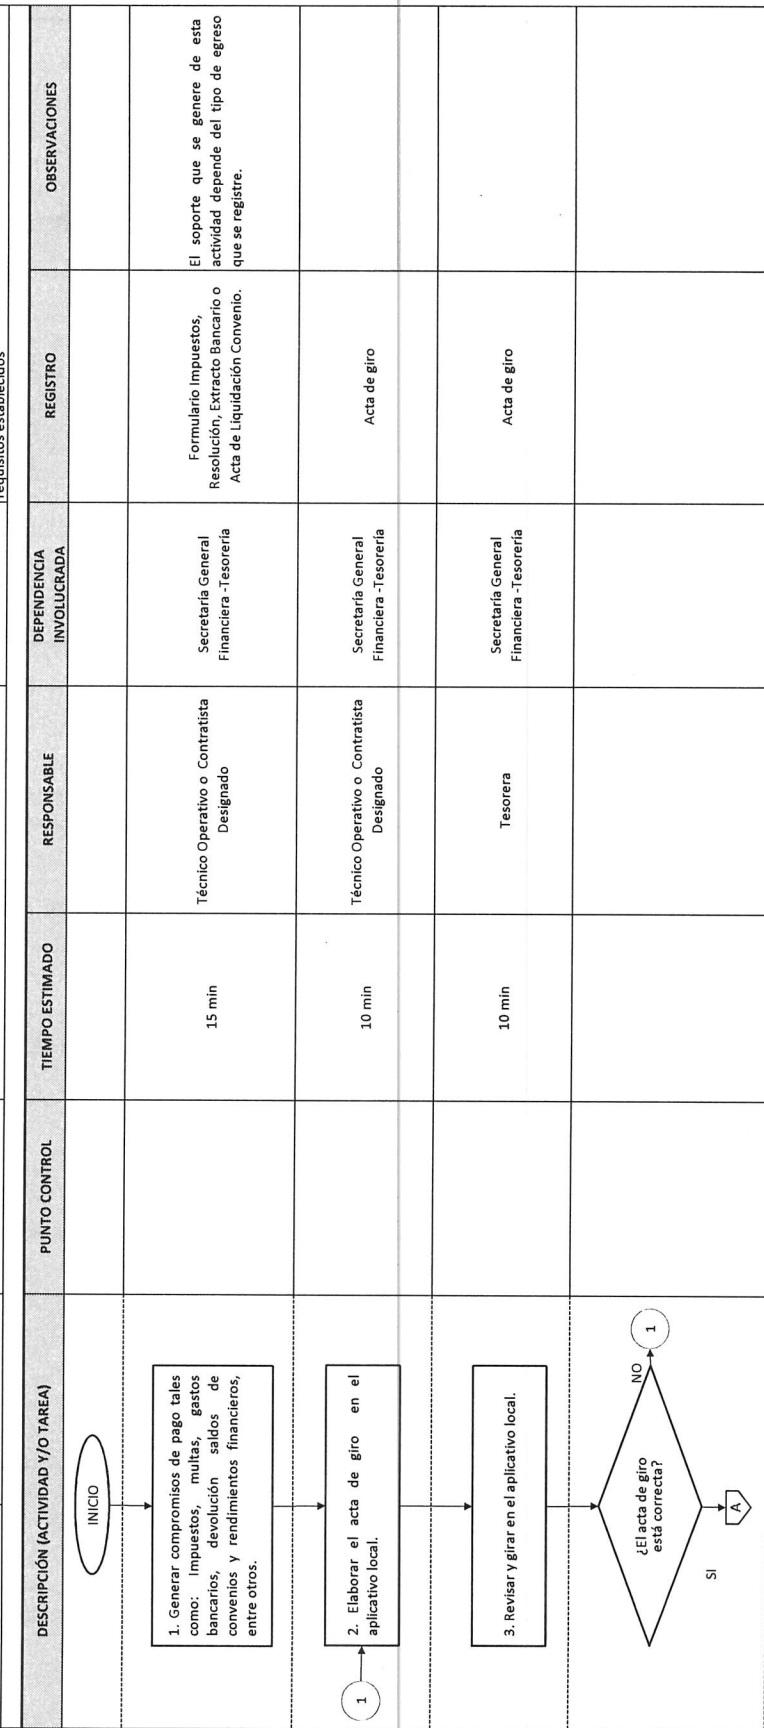 requisitos establecidos
DESCRIPCIÓN (ACTIVIDAD Y/O TAREA)
PUNTO CONTROL
TIEMPO ESTIMADO
RESPONSABLE
DEPENDENCIA
INVOLUCRADA
REGISTRO
OBSERVACIONES
INICIO
1. Generar compromisos de pago tales
como: Impuestos, multas, gastos
bancarios, devolución saldos de
convenios y rendimientos financieros,
entre otros.
15 min
Técnico Operativo o Contratista
Designado
Secretaría General
Financiera -Tesorería
Formulario Impuestos,
Resolución, Extracto Bancario o
Acta de Liquidación Convenio.
El soporte que se genere de esta
actividad depende del tipo de egreso
que se registre.
1
2. Elaborar el acta de giro en el
aplicativo local.
10 min
Técnico Operativo o Contratista
Designado
Secretaría General
Financiera -Tesorería
Acta de giro
3. Revisar y girar en el aplicativo local.
10 min
Tesorera
Secretaría General
Financiera -Tesorería
Acta de giro
¿El acta de giro
está correcta?
NO
1
SI
A